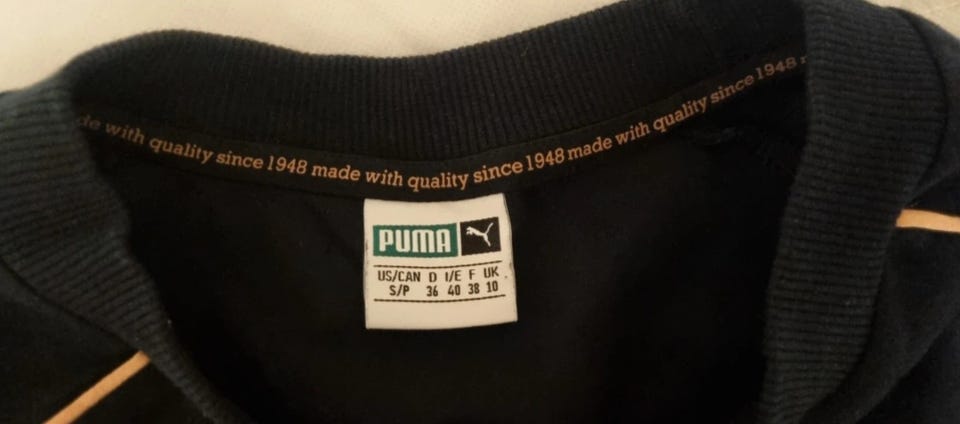 de with quality since 1948 made with quality since 1948 made with quality since 1948
PUMA
US/CAN D I/E F UK
S/P 36 40 38 10